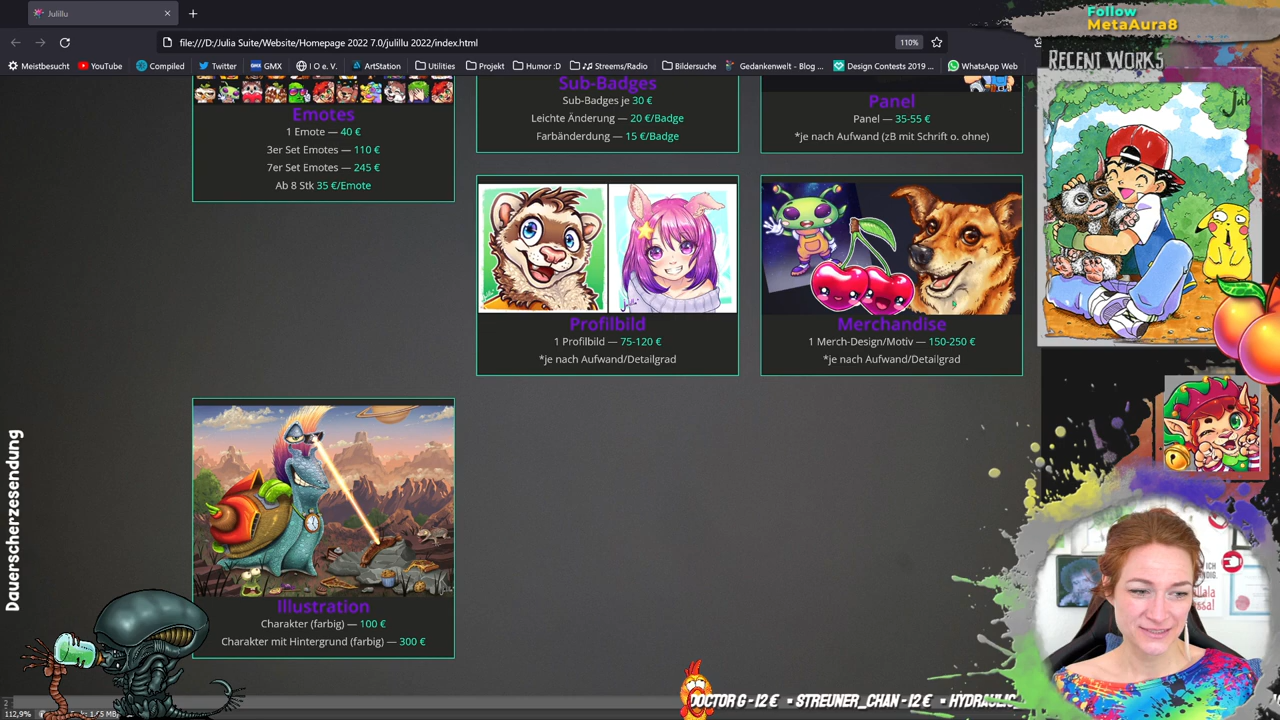 Julillu
Follow
MetaAura8
file:///D:/Julia Suite/Website/Homepage 2022 7.0/julillu 2022/index.html
110%
Meistbesucht
YouTube
Compiled
Twitter
GMX
I O e. V.
ArtStation
Utilities
Projekt
Humor :D
Streems/Radio
Bildersuche
Gedankenwelt - Blog ...
Design Contests 2019 ...
WhatsApp Web
RECENT WORKS
Emotes
1 Emote — 40 €
3er Set Emotes — 110 €
7er Set Emotes — 245 €
Ab 8 Stk 35 €/Emote
Sub-Badges
Sub-Badges je 30 €
Leichte Änderung — 20 €/Badge
Farbänderung — 15 €/Badge
Panel
Panel — 35-55 €
*je nach Aufwand (zB mit Schrift o. ohne)
Profilbild
1 Profilbild — 75-120 €
*je nach Aufwand/Detailgrad
Merchandise
1 Merch-Design/Motiv — 150-250 €
*je nach Aufwand/Detailgrad
Illustration
Charakter (farbig) — 100 €
Charakter mit Hintergrund (farbig) — 300 €
Dauerscherzesendung
ICH
DOCTOR G - 12 € ▪ STREUNER_CHAN - 12 € ▪ HYDRAULIC
112,9%